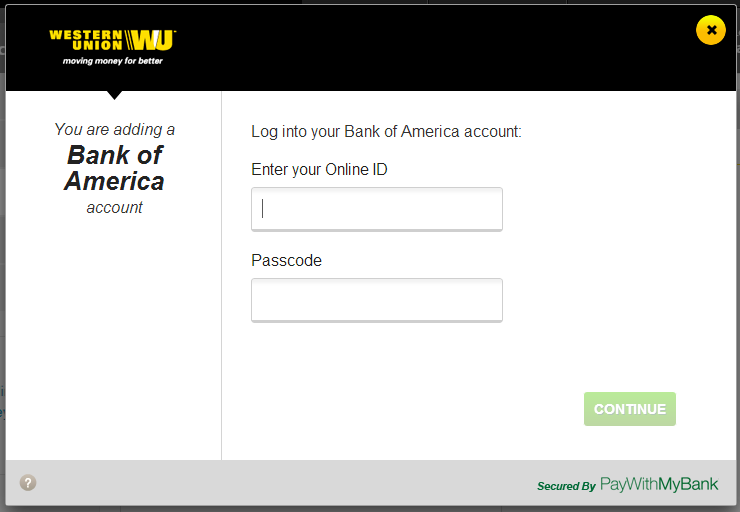 WESTERN
UNION WU
moving money for better
You are adding a
Bank of
America
account
Log into your Bank of America account:
Enter your Online ID
Passcode
CONTINUE
?
Secured By PayWithMyBank